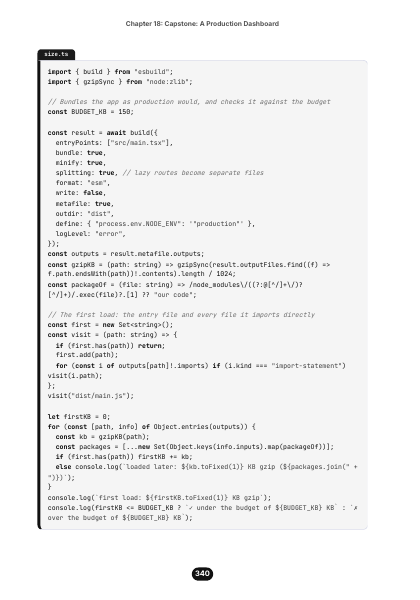 Chapter 18: Capstone: A Production Dashboard
size.ts
import { build } from "esbuild";
import { gzipSync } from "node:zlib";
// Bundles the app as production would, and checks it against the budget
const BUDGET_KB = 150;
const result = await build({
entryPoints: ["src/main.tsx"],
bundle: true,
minify: true,
splitting: true, // lazy routes become separate files
format: "esm",
write: false,
metafile: true,
outdir: "dist",
define: { "process.env.NODE_ENV": '"production"' },
logLevel: "error",
});
const outputs = result.metafile.outputs;
const gzipKB = (path: string) => gzipSync(result.outputFiles.find((f) =>
f.path.endsWith(path))!.contents).length / 1024;
const packageOf = (file: string) => /node_modules\/((?:@[^/]+\/)?
[^/]+)/.exec(file)?.[1] ?? "our code";
// The first load: the entry file and every file it imports directly
const first = new Set<string>();
const visit = (path: string) => {
if (first.has(path)) return;
first.add(path);
for (const i of outputs[path]!.imports) if (i.kind === "import-statement")
visit(i.path);
};
visit("dist/main.js");
let firstKB = 0;
for (const [path, info] of Object.entries(outputs)) {
const kb = gzipKB(path);
const packages = [...new Set(Object.keys(info.inputs).map(packageOf))];
if (first.has(path)) firstKB += kb;
else console.log(`loaded later: ${kb.toFixed(1)} KB gzip (${packages.join(" +
")})`);
}
console.log(`first load: ${firstKB.toFixed(1)} KB gzip`);
console.log(firstKB <= BUDGET_KB ? `✓ under the budget of ${BUDGET_KB} KB` : `✗
over the budget of ${BUDGET_KB} KB`);
340